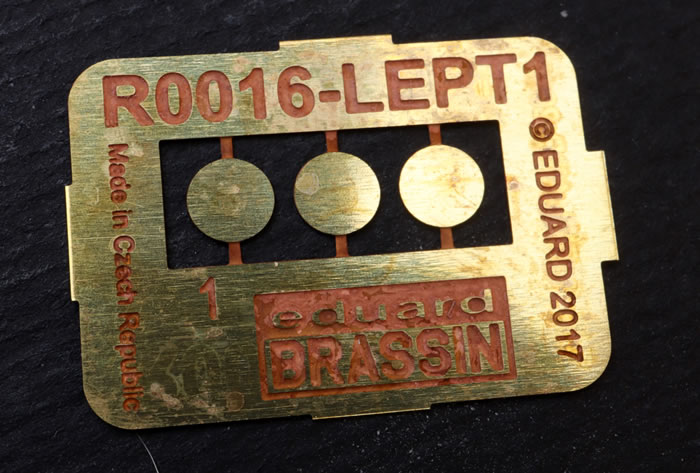 R0016-LEPT1
© EDUARD 2017
Made in Czech Republic
1
eduard
BRASSIN